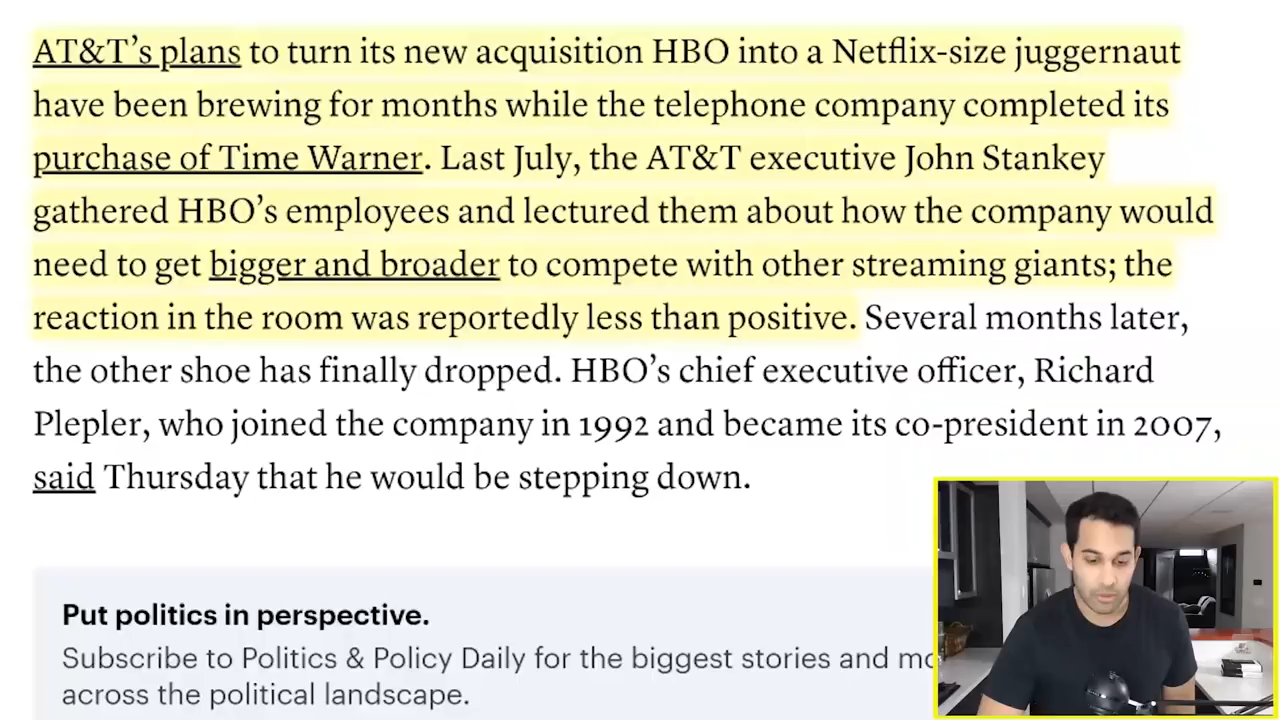 AT&T’s plans to turn its new acquisition HBO into a Netflix-size juggernaut
have been brewing for months while the telephone company completed its
purchase of Time Warner. Last July, the AT&T executive John Stankey
gathered HBO’s employees and lectured them about how the company would
need to get bigger and broader to compete with other streaming giants; the
reaction in the room was reportedly less than positive. Several months later,
the other shoe has finally dropped. HBO’s chief executive officer, Richard
Plepler, who joined the company in 1992 and became its co-president in 2007,
said Thursday that he would be stepping down.
Put politics in perspective.
Subscribe to Politics & Policy Daily for the biggest stories and
across the political landscape.